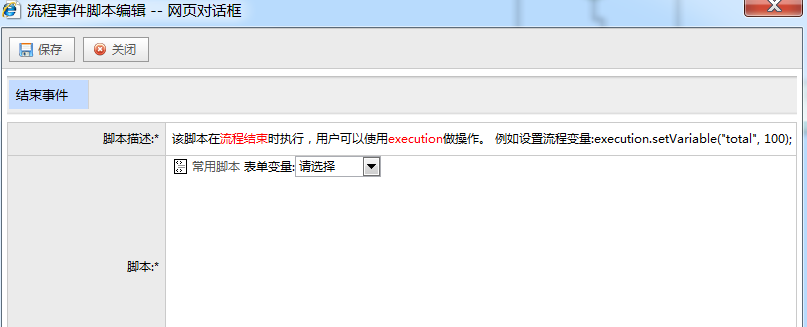 流程事件脚本编辑 -- 网页对话框
保存 关闭
结束事件
脚本描述:* 该脚本在流程结束时执行，用户可以使用execution做操作。 例如设置流程变量:execution.setVariable("total", 100);
常用脚本 表单变量:请选择
脚本:*